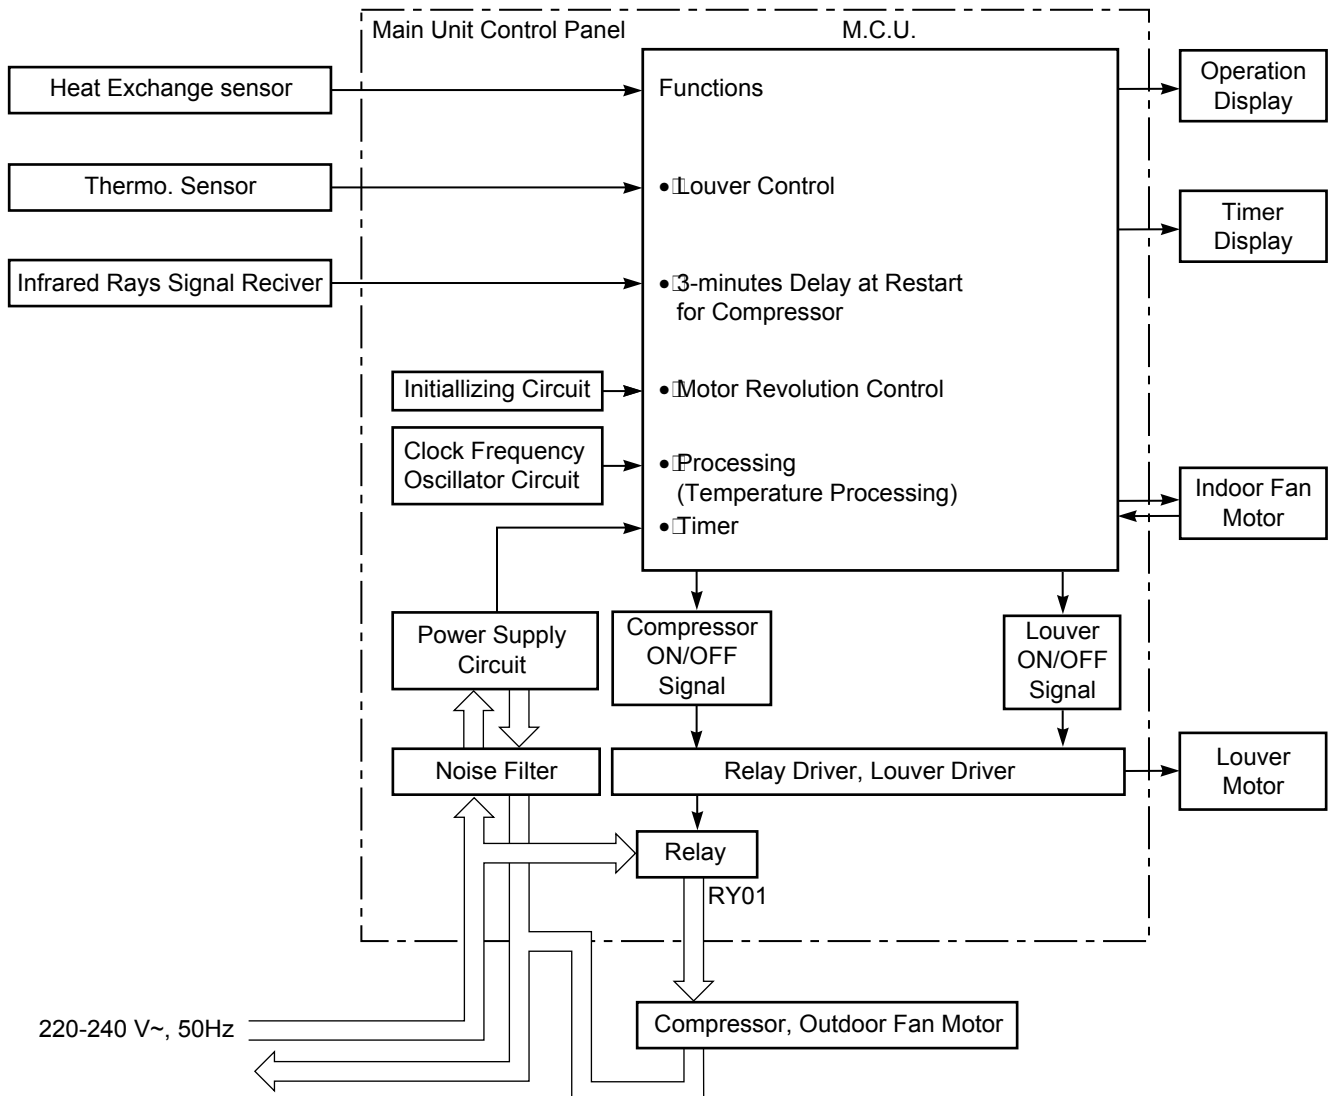 Main Unit Control Panel
M.C.U.
Heat Exchange sensor
Thermo. Sensor
Infrared Rays Signal Reciver
Functions
• Louver Control
• 3-minutes Delay at Restart
for Compressor
• Motor Revolution Control
• Processing
(Temperature Processing)
• Timer
Operation
Display
Timer
Display
Initiallizing Circuit
Clock Frequency
Oscillator Circuit
Indoor Fan
Motor
Power Supply
Circuit
Compressor
ON/OFF
Signal
Louver
ON/OFF
Signal
Noise Filter
Relay Driver, Louver Driver
Louver
Motor
Relay
RY01
220-240 V~, 50Hz
Compressor, Outdoor Fan Motor